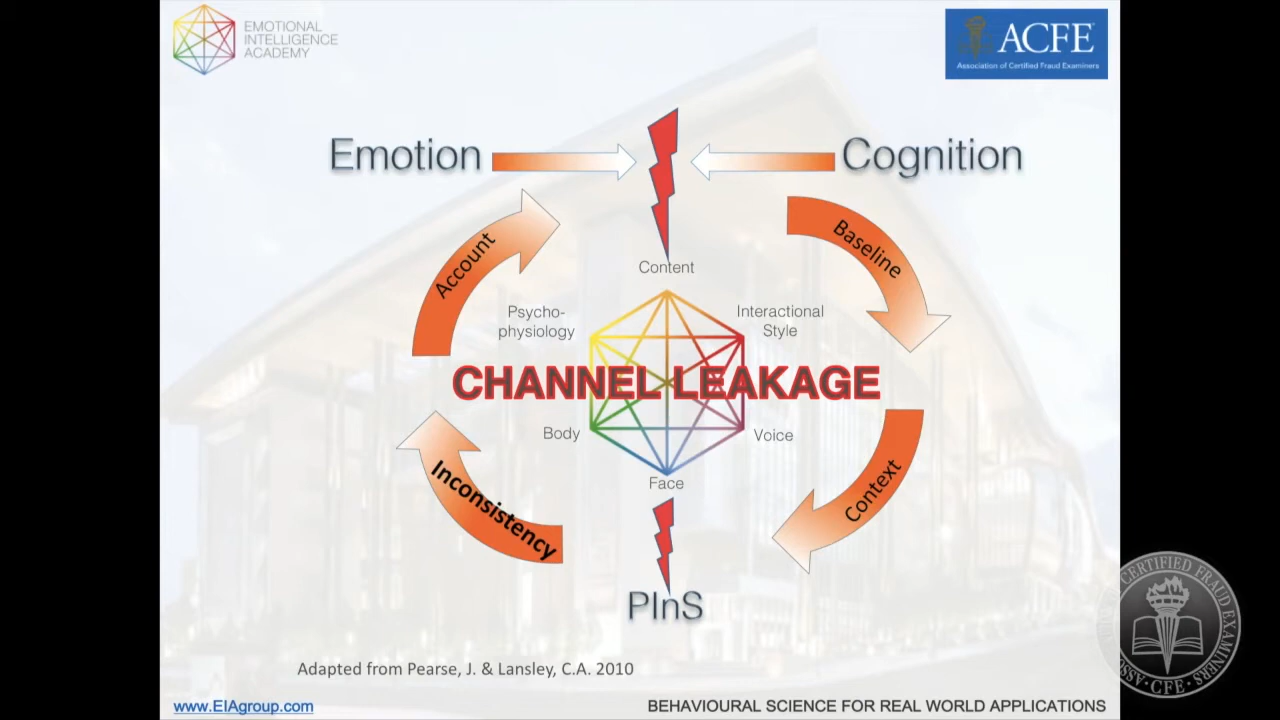 EMOTIONAL
INTELLIGENCE
ACADEMY
ACFE
Association of Certified Fraud Examiners
Emotion
Cognition
Baseline
Account
Content
Psycho-
physiology
Interactional
Style
CHANNEL LEAKAGE
Body
Voice
Face
Context
Inconsistency
PInS
Adapted from Pearse, J. & Lansley, C.A. 2010
www.EIAgroup.com
BEHAVIOURAL SCIENCE FOR REAL WORLD APPLICATIONS
CERTIFIED FRAUD EXAMINERS
CFE